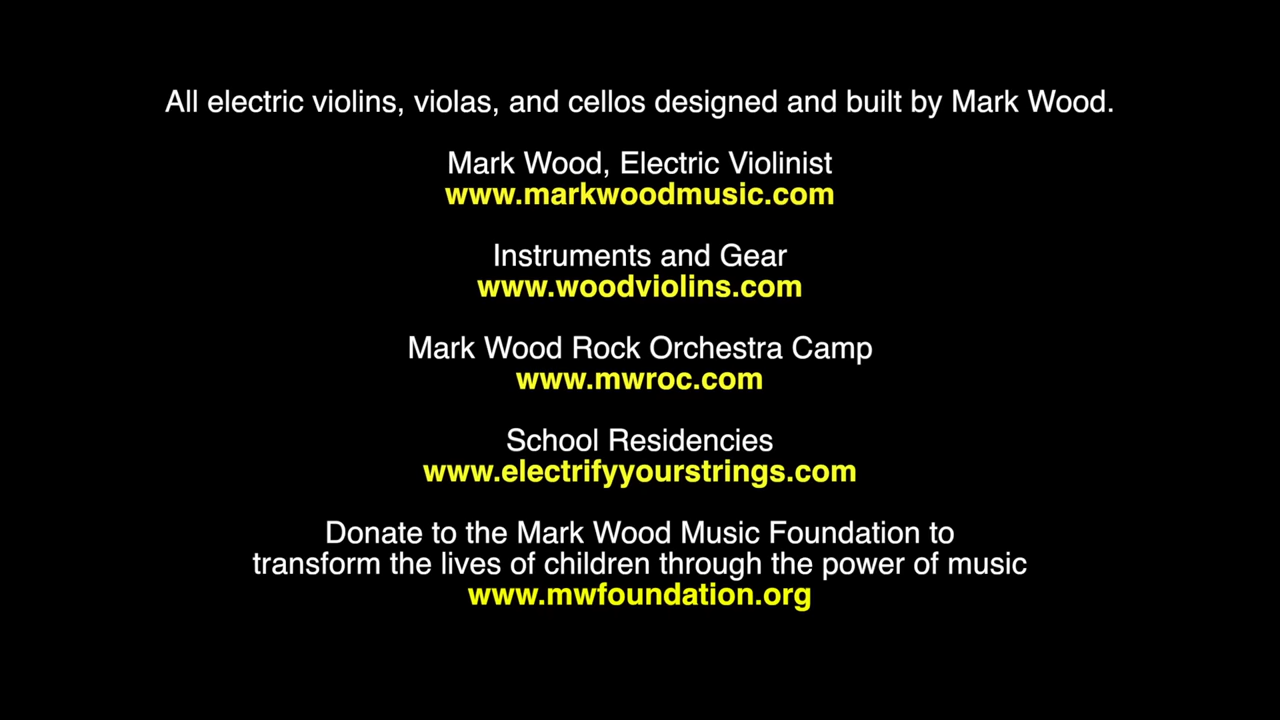 All electric violins, violas, and cellos designed and built by Mark Wood.
Mark Wood, Electric Violinist
www.markwoodmusic.com
Instruments and Gear
www.woodviolins.com
Mark Wood Rock Orchestra Camp
www.mwroc.com
School Residencies
www.electrifyyourstrings.com
Donate to the Mark Wood Music Foundation to
transform the lives of children through the power of music
www.mwfoundation.org